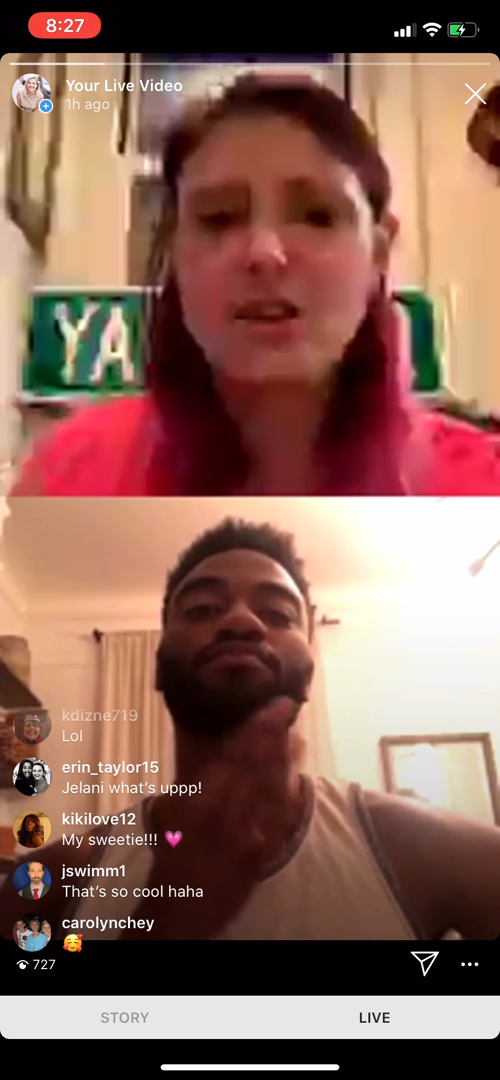 8:27
Your Live Video
1h ago
YA
kdizne719
Lol
erin_taylor15
Jelani what's uppp!
kikilove12
My sweetie!!! 💗
jswimm1
That's so cool haha
carolynchey
🥰
727
STORY
LIVE